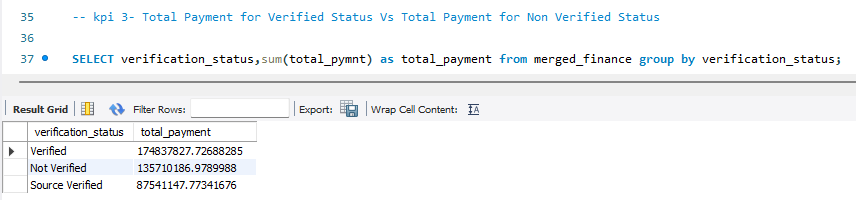 35 -- kpi 3- Total Payment for Verified Status Vs Total Payment for Non Verified Status
36
37 SELECT verification_status,sum(total_pymnt) as total_payment from merged_finance group by verification_status;
Result Grid Filter Rows: Export: Wrap Cell Content: IA
verification_status total_payment
Verified 174837827.72688285
Not Verified 135710186.9789988
Source Verified 87541147.77341676